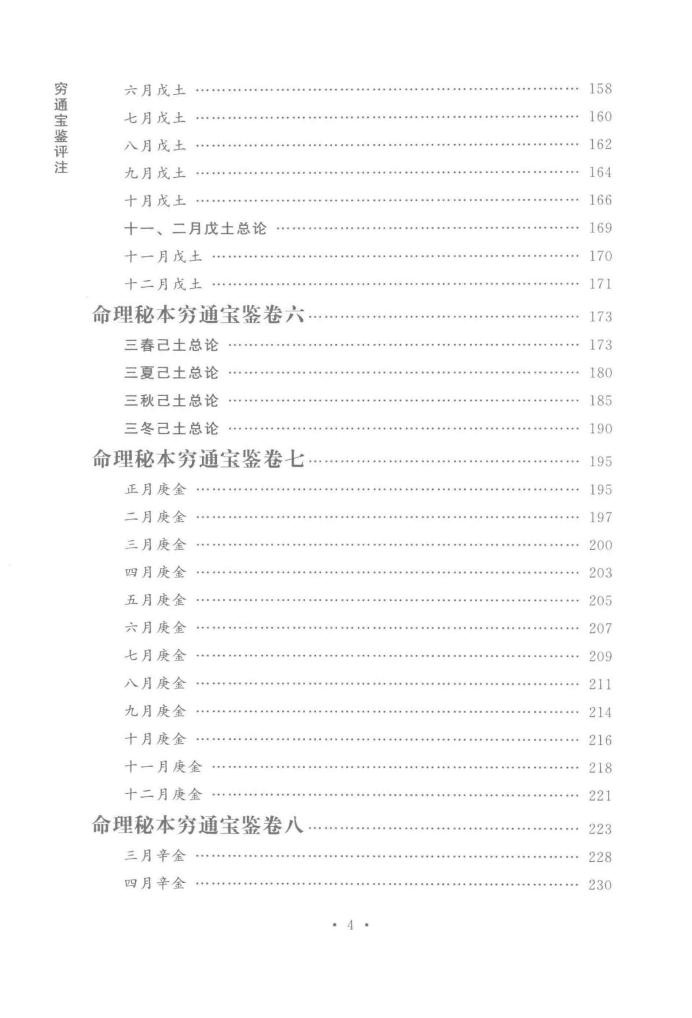 穷通宝鉴评注
六月戊土 …… 158
七月戊土 …… 160
八月戊土 …… 162
九月戊土 …… 164
十月戊土 …… 166
十一、二月戊土总论 …… 169
十一月戊土 …… 170
十二月戊土 …… 171
命理秘本穷通宝鉴卷六 …… 173
三春己土总论 …… 173
三夏己土总论 …… 180
三秋己土总论 …… 185
三冬己土总论 …… 190
命理秘本穷通宝鉴卷七 …… 195
正月庚金 …… 195
二月庚金 …… 197
三月庚金 …… 200
四月庚金 …… 203
五月庚金 …… 205
六月庚金 …… 207
七月庚金 …… 209
八月庚金 …… 211
九月庚金 …… 214
十月庚金 …… 216
十一月庚金 …… 218
十二月庚金 …… 221
命理秘本穷通宝鉴卷八 …… 223
三月辛金 …… 228
四月辛金 …… 230
• 4 •